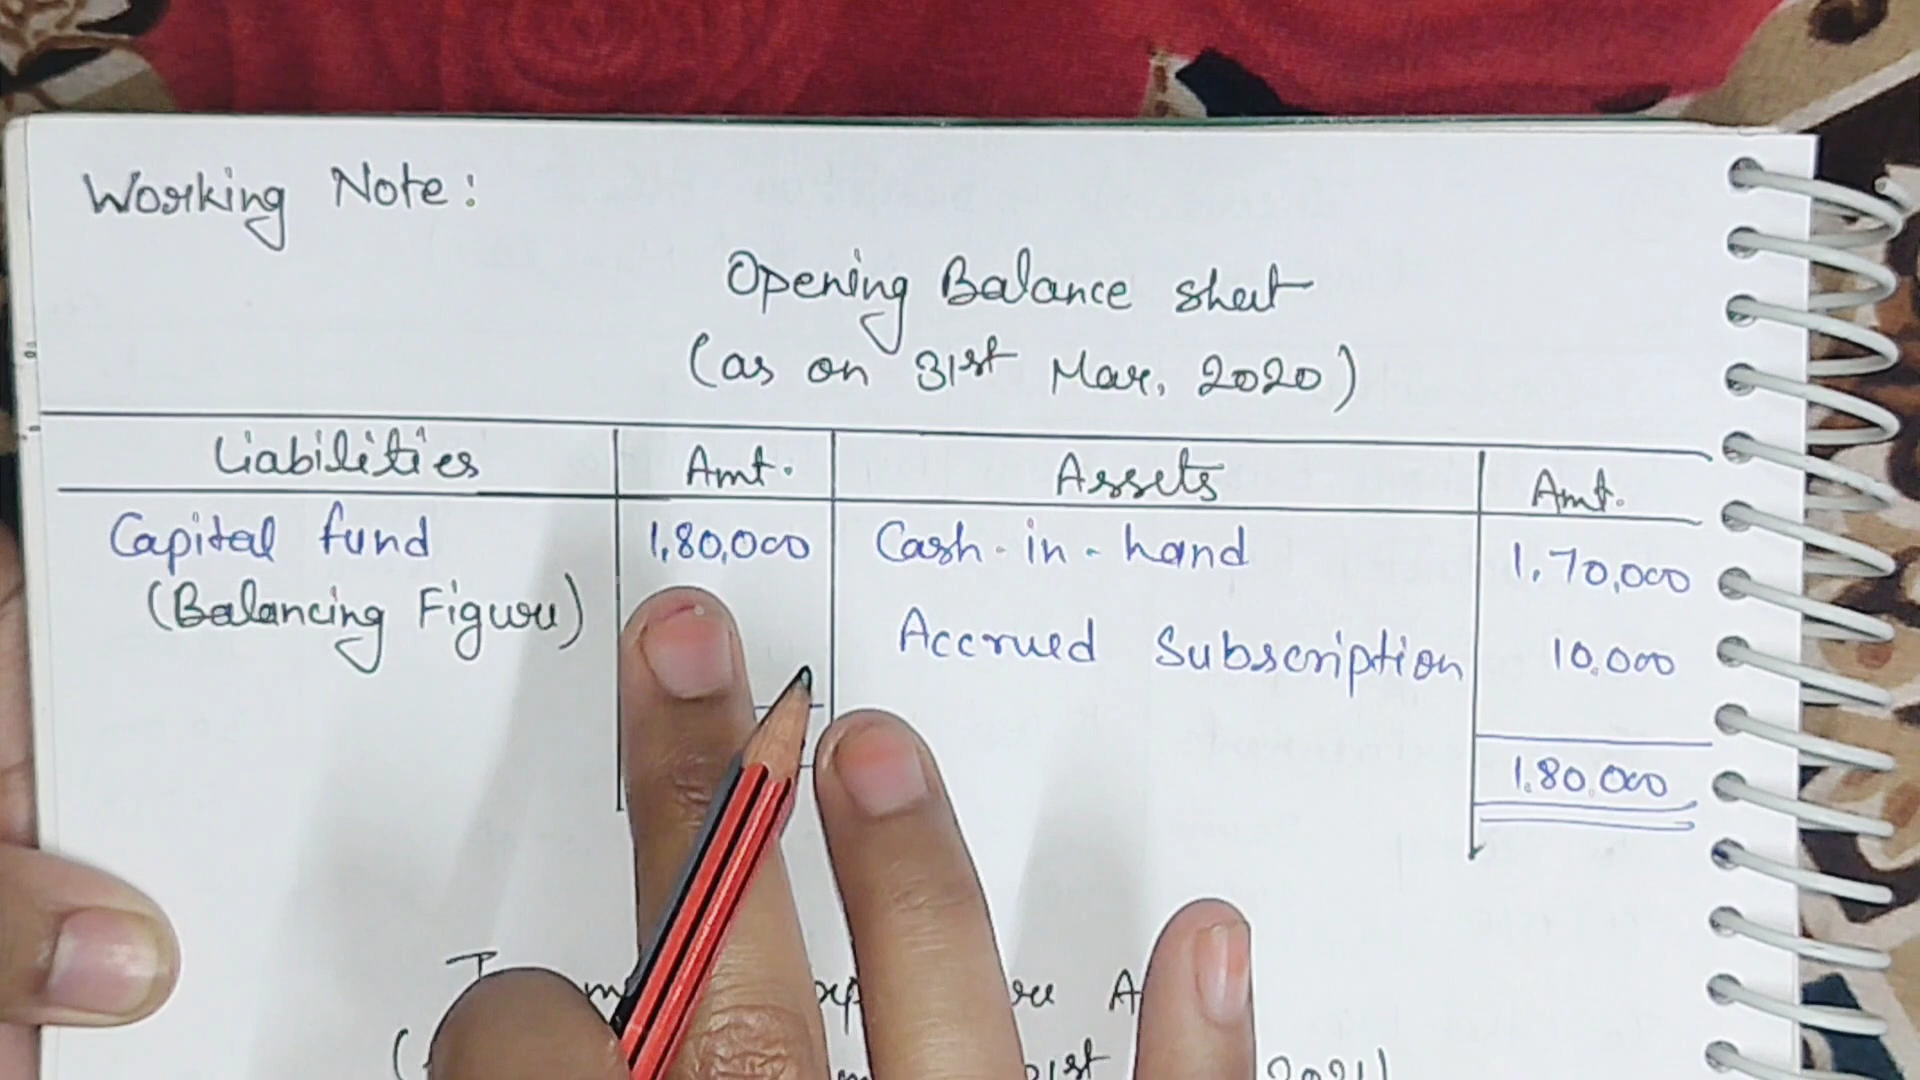 Working Note:
Opening Balance Sheet
(as on 31st Mar, 2020)
Liabilities Amt. Assets Amt.
Capital fund 1,80,000 Cash-in-hand 1,70,000
(Balancing Figure) Accrued Subscription 10,000
1,80,000